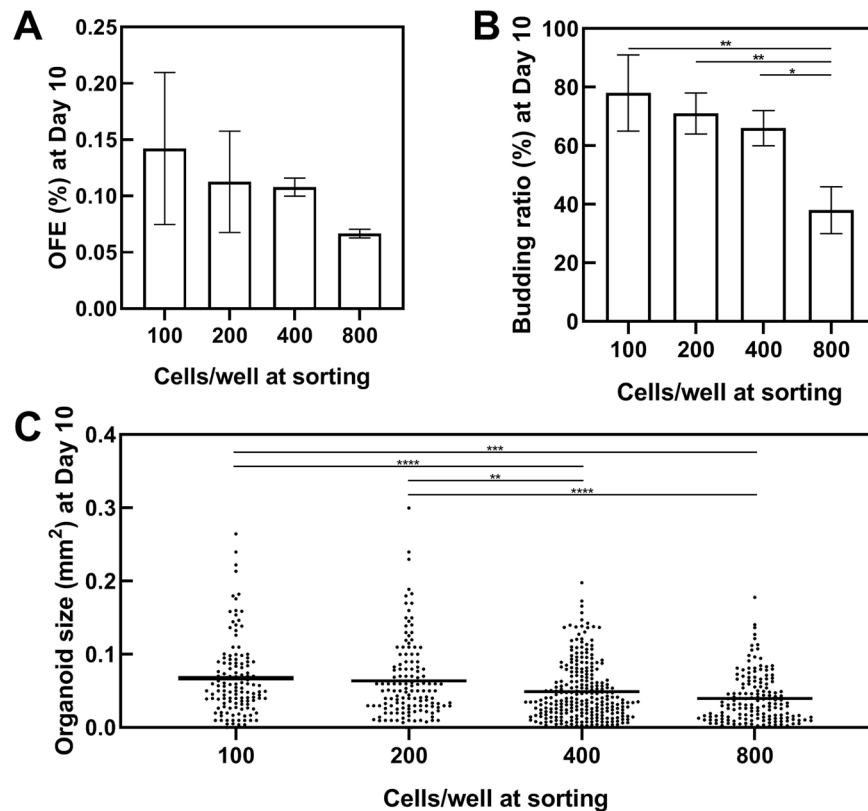 A
OFE (%) at Day 10
0.25
0.20
0.15
0.10
0.05
0.00
100 200 400 800
Cells/well at sorting
B
Budding ratio (%) at Day 10
100
80
60
40
20
0
**
**
*
100 200 400 800
Cells/well at sorting
C
Organoid size (mm²) at Day 10
0.4
0.3
0.2
0.1
0.0
***
****
**
****
100 200 400 800
Cells/well at sorting